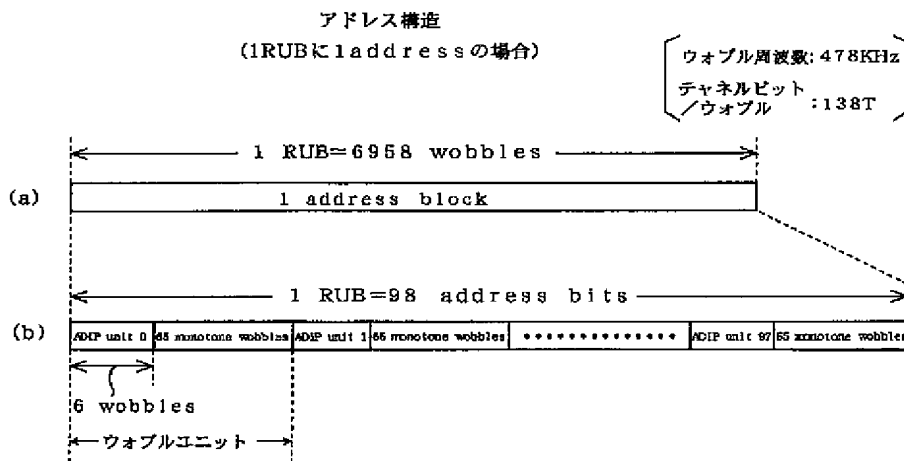 アドレス構造
(1RUBに1addressの場合)
ウォブル周波数: 478KHz
チャネルビット
/ウォブル :138T
1 RUB=6958 wobbles
(a) 1 address block
1 RUB=98 address bits
(b) ADIP unit 0 65 monotone wobbles ADIP unit 1 65 monotone wobbles •••••••••••••• ADIP unit 97 65 monotone wobbles
6 wobbles
ウォブルユニット